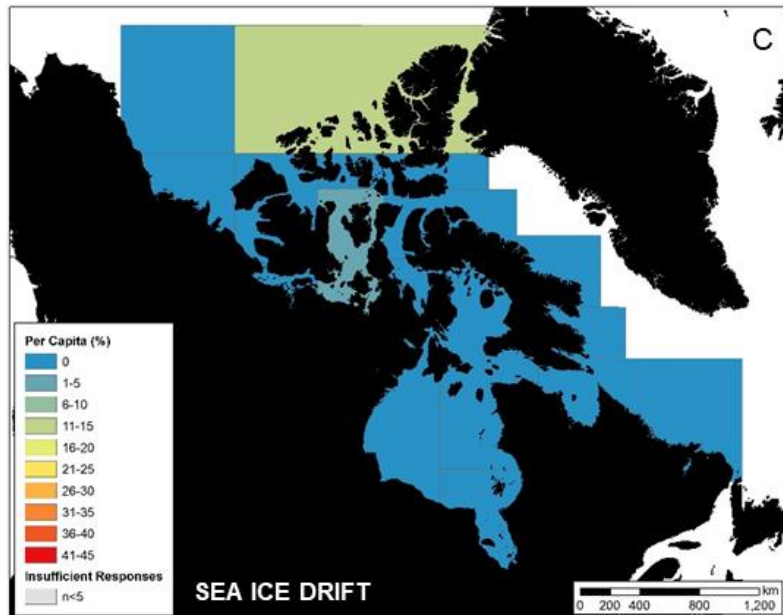 C
Per Capita (%)
0
1-5
6-10
11-15
16-20
21-25
26-30
31-35
36-40
41-45
Insufficient Responses
n<5
SEA ICE DRIFT
km
0 200 400 800 1,200